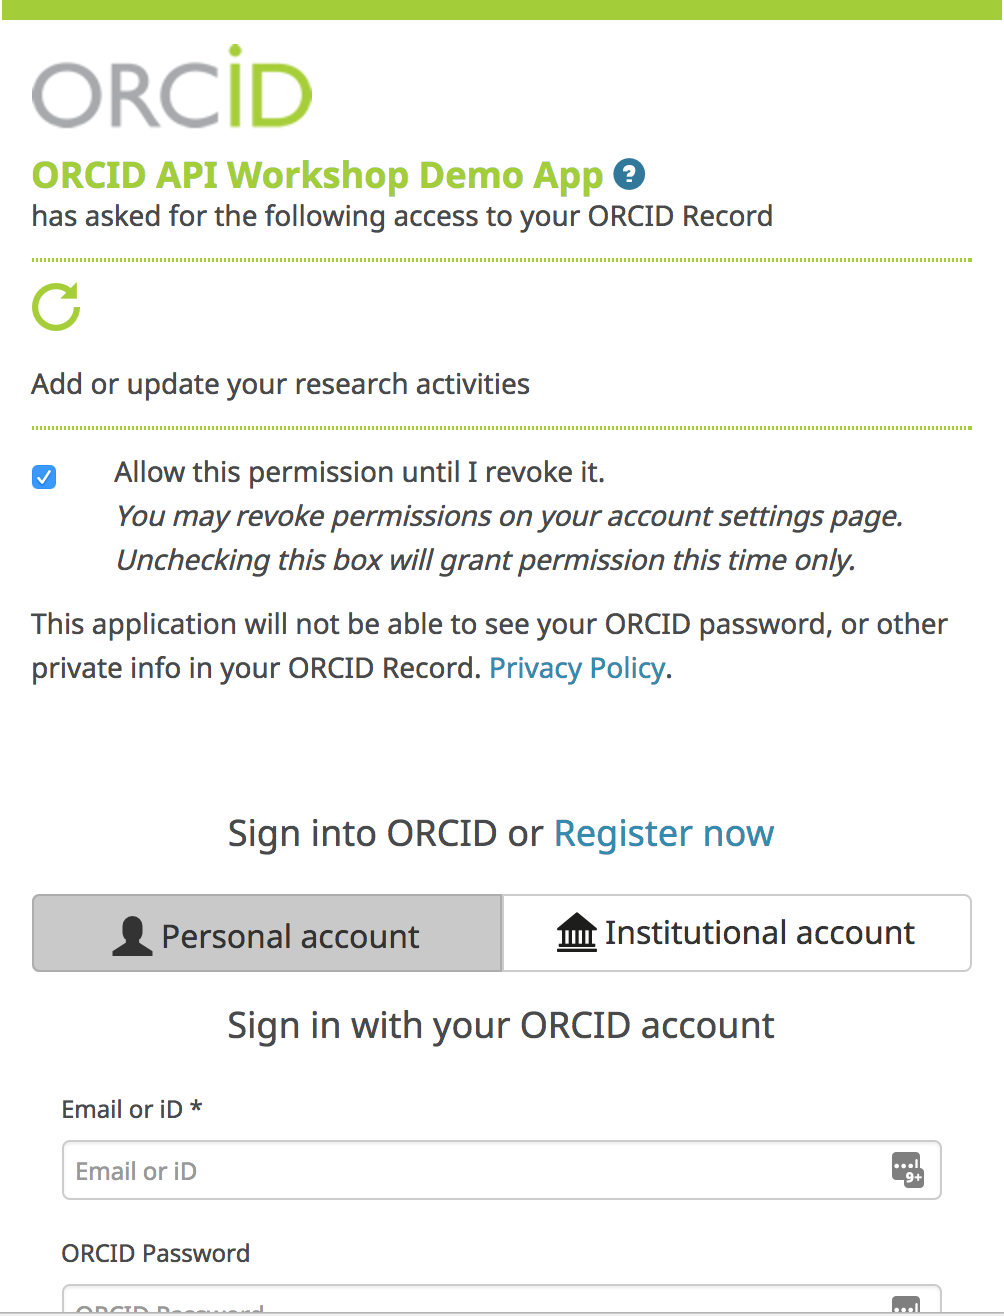 ORCID
ORCID API Workshop Demo App ?
has asked for the following access to your ORCID Record
Add or update your research activities
Allow this permission until I revoke it.
You may revoke permissions on your account settings page.
Unchecking this box will grant permission this time only.
This application will not be able to see your ORCID password, or other
private info in your ORCID Record. Privacy Policy.
Sign into ORCID or Register now
Personal account
Institutional account
Sign in with your ORCID account
Email or iD *
Email or iD
9+
ORCID Password
ORCID Password